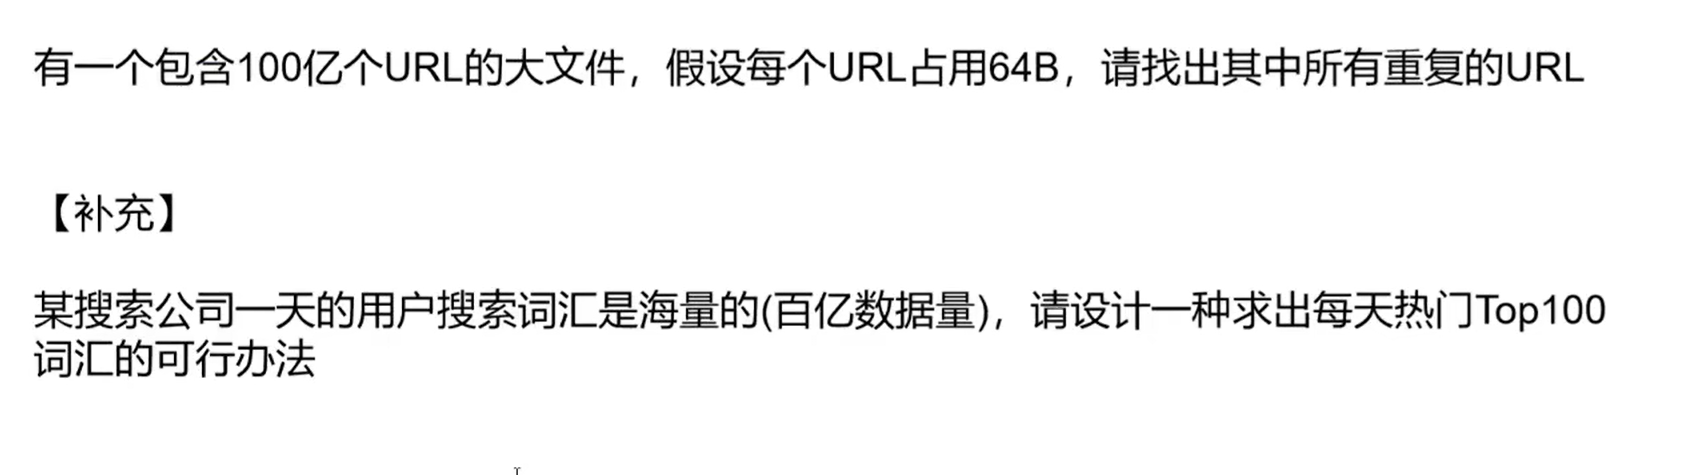 有一个包含100亿个URL的大文件，假设每个URL占用64B，请找出其中所有重复的URL
【补充】
某搜索公司一天的用户搜索词汇是海量的(百亿数据量)，请设计一种求出每天热门Top100
词汇的可行办法